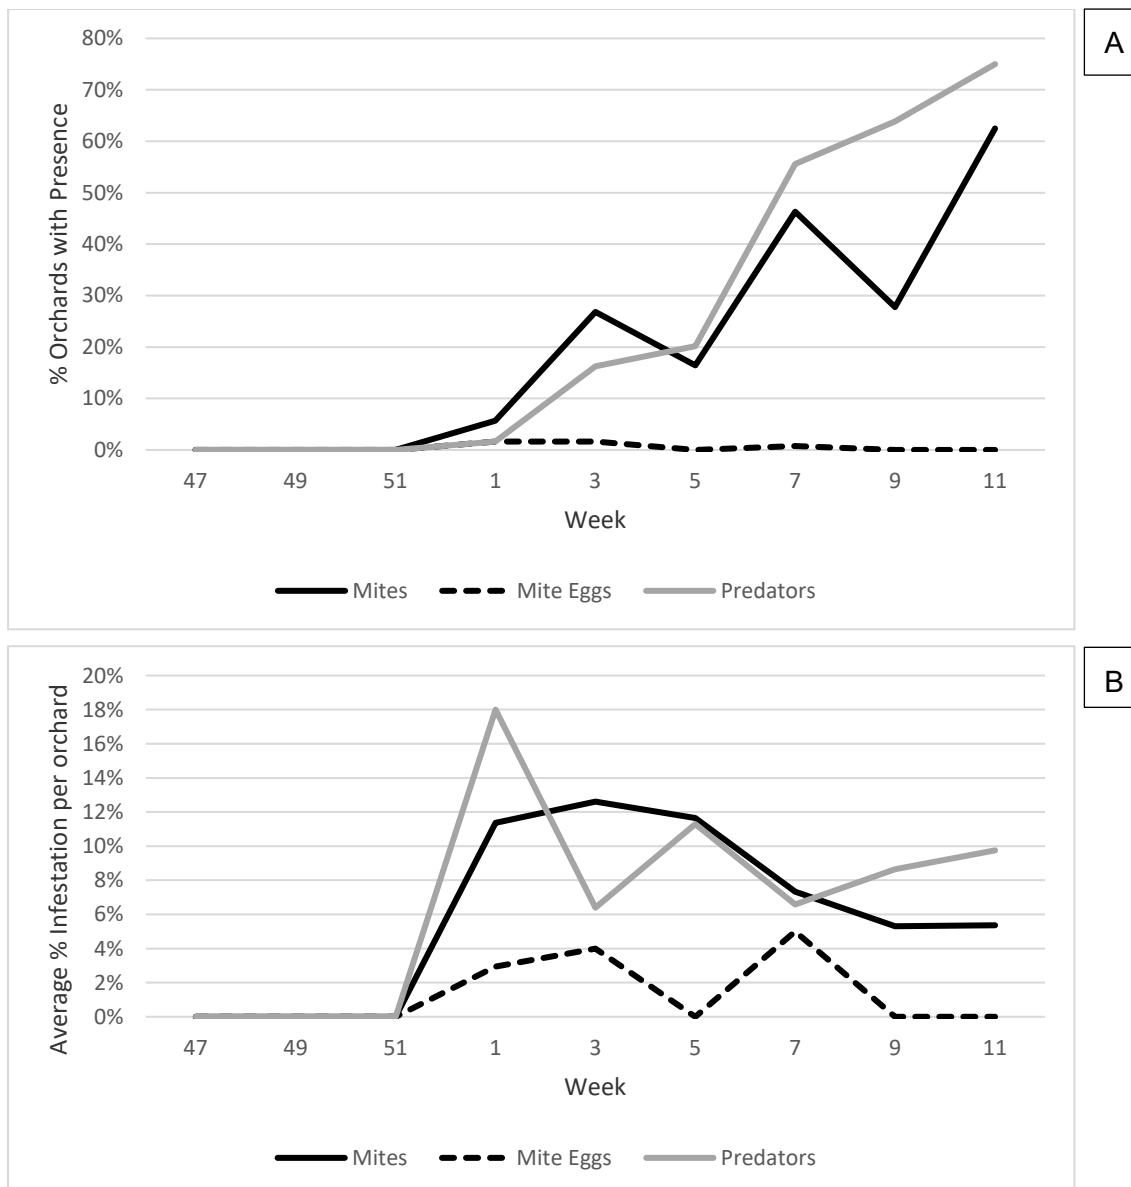 A
% Orchards with Presence
80%
70%
60%
50%
40%
30%
20%
10%
0%
47 49 51 1 3 5 7 9 11
Week
Mites Mite Eggs Predators
B
Average % Infestation per orchard
20%
18%
16%
14%
12%
10%
8%
6%
4%
2%
0%
47 49 51 1 3 5 7 9 11
Week
Mites Mite Eggs Predators